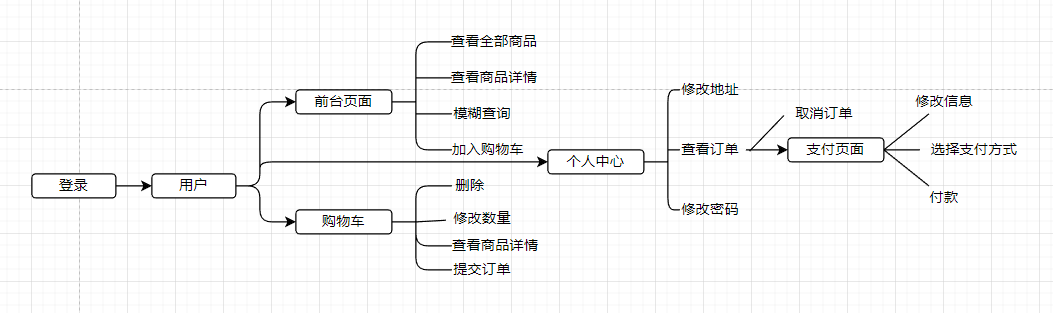 登录
用户
前台页面
查看全部商品
查看商品详情
模糊查询
加入购物车
个人中心
修改地址
查看订单
修改密码
取消订单
支付页面
修改信息
选择支付方式
付款
购物车
删除
修改数量
查看商品详情
提交订单